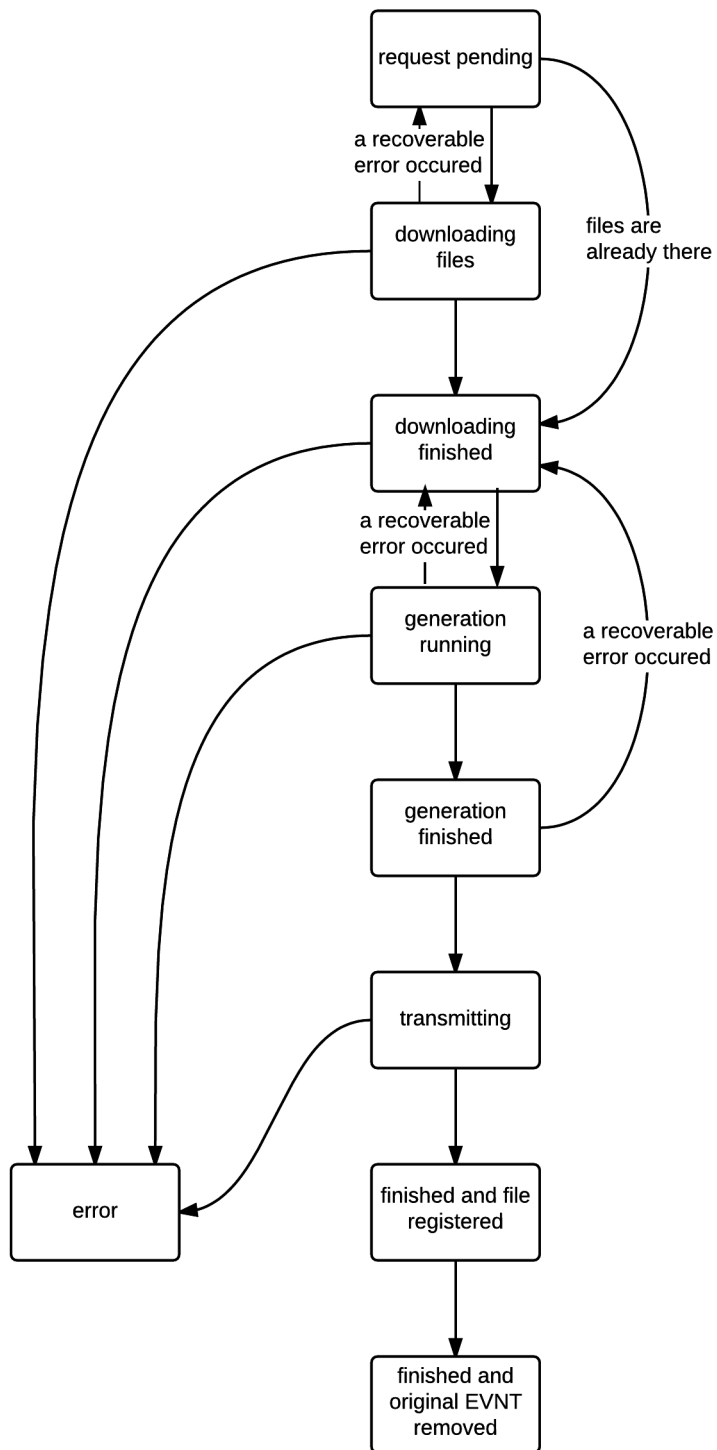 request pending
a recoverable
error occured
downloading
files
files are
already there
downloading
finished
a recoverable
error occured
generation
running
a recoverable
error occured
generation
finished
transmitting
error
finished and file
registered
finished and
original EVNT
removed